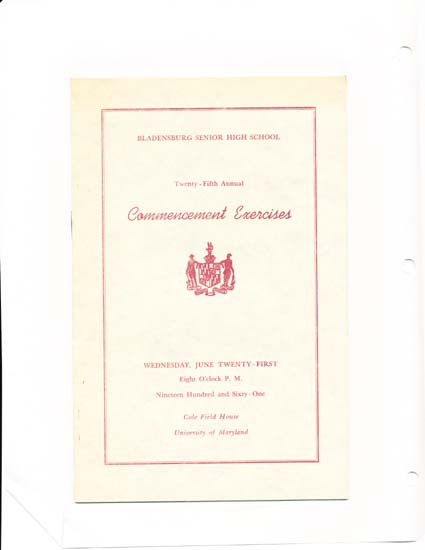 BLADENSBURG SENIOR HIGH SCHOOL
Twenty-Fifth Annual
Commencement Exercises
WEDNESDAY, JUNE TWENTY-FIRST
Eight O'clock P. M.
Nineteen Hundred and Sixty-One
Cole Field House
University of Maryland